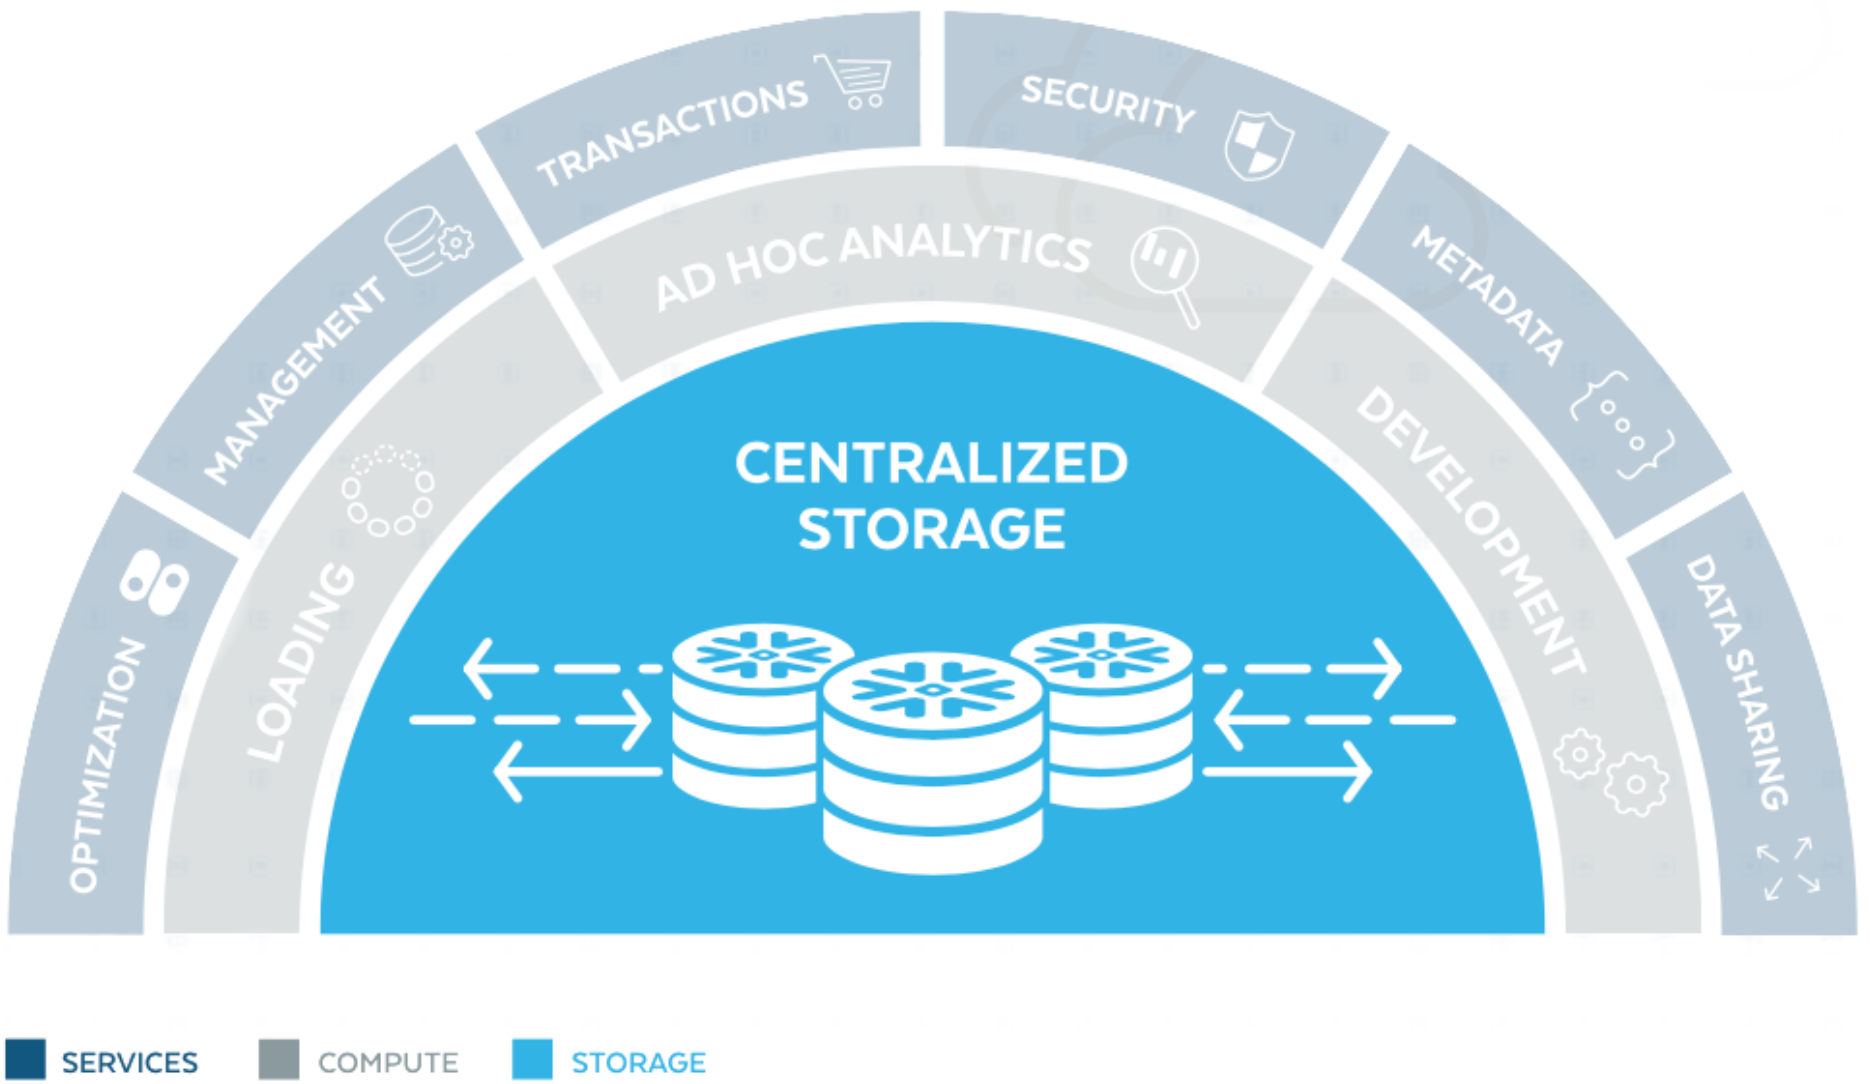 OPTIMIZATION
MANAGEMENT
TRANSACTIONS
SECURITY
METADATA
DATA SHARING
LOADING
AD HOC ANALYTICS
DEVELOPMENT
CENTRALIZED
STORAGE
SERVICES
COMPUTE
STORAGE